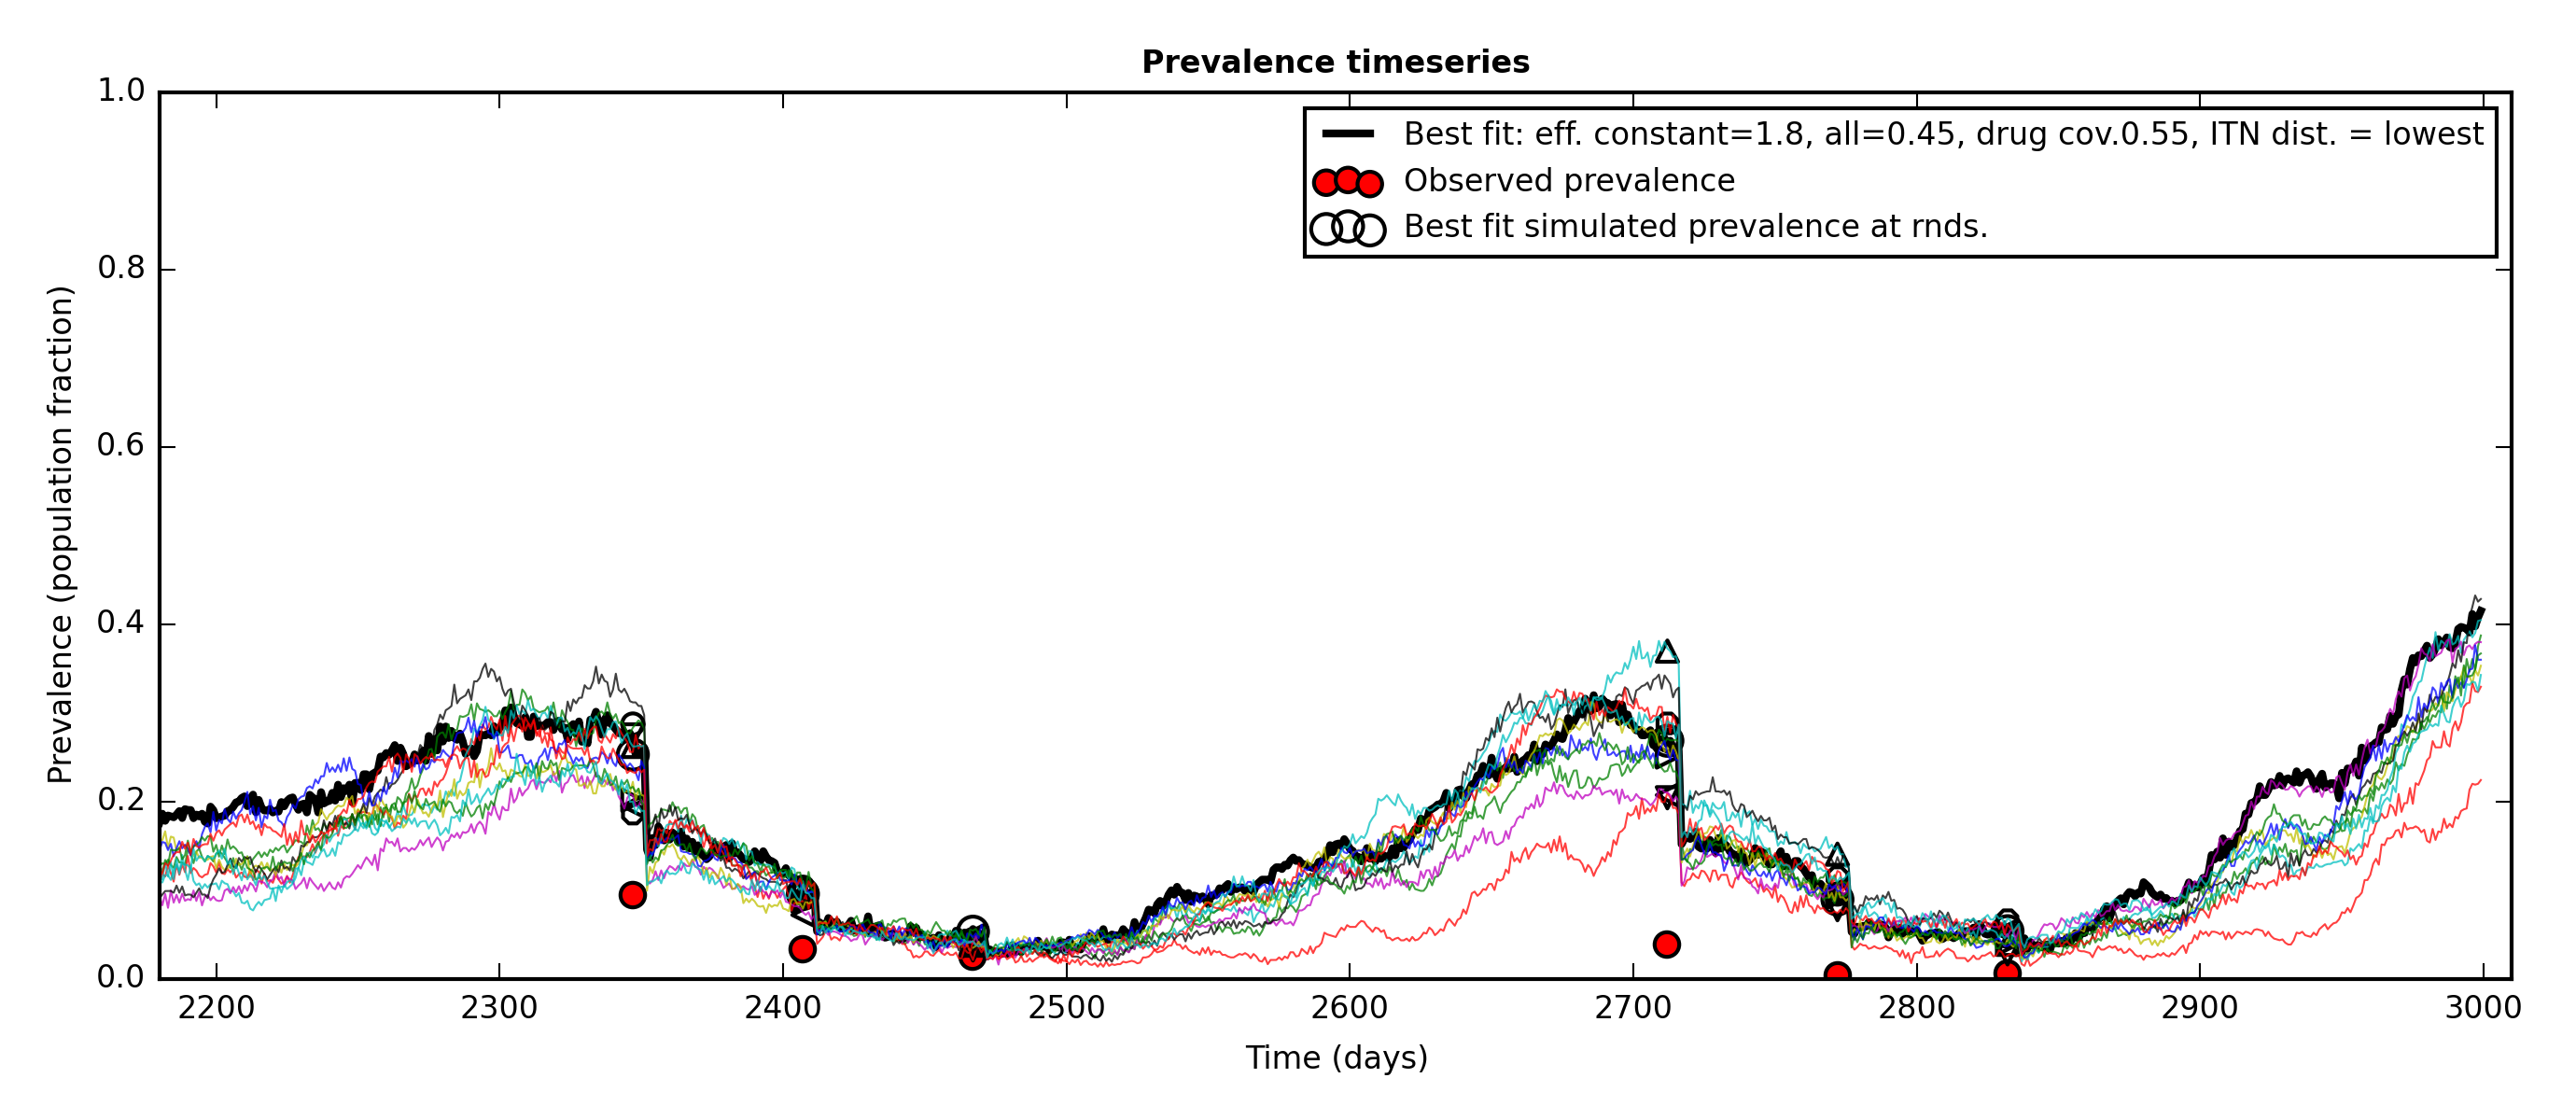 Prevalence timeseries
Best fit: eff. constant=1.8, all=0.45, drug cov.0.55, ITN dist. = lowest
Observed prevalence
Best fit simulated prevalence at rnds.
Prevalence (population fraction)
1.0
0.8
0.6
0.4
0.2
0.0
2200 2300 2400 2500 2600 2700 2800 2900 3000
Time (days)